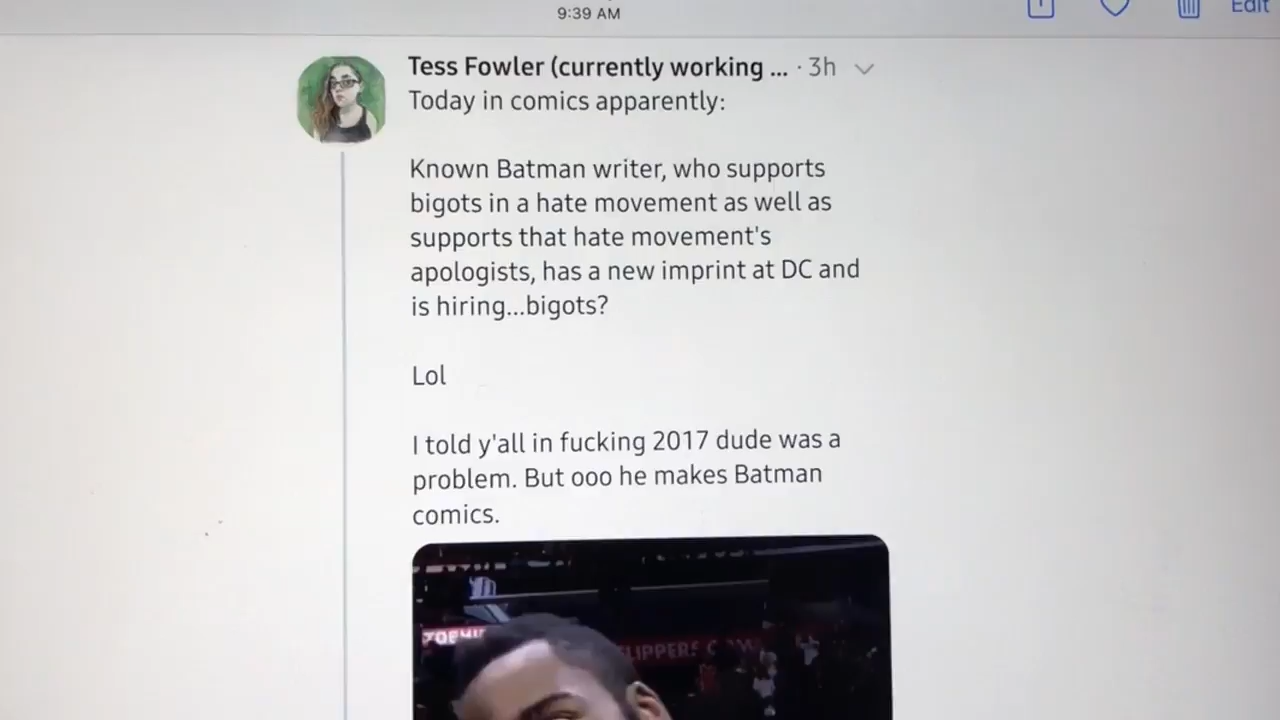 9:39 AM
Edit
Tess Fowler (currently working ... · 3h
Today in comics apparently:
Known Batman writer, who supports
bigots in a hate movement as well as
supports that hate movement's
apologists, has a new imprint at DC and
is hiring...bigots?
Lol
I told y'all in fucking 2017 dude was a
problem. But ooo he makes Batman
comics.